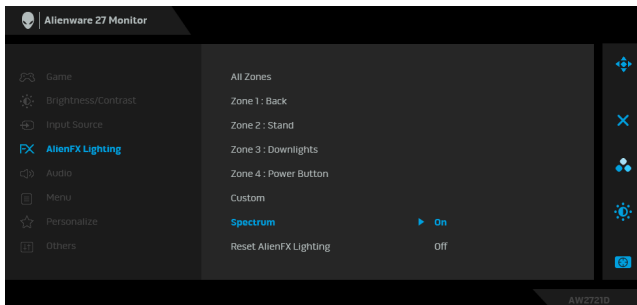 Alienware 27 Monitor
Game
Brightness/Contrast
Input Source
FX AlienFX Lighting
Audio
Menu
Personalize
Others
All Zones
Zone 1 : Back
Zone 2 : Stand
Zone 3 : Downlights
Zone 4 : Power Button
Custom
Spectrum On
Reset AlienFX Lighting Off
AW2721D